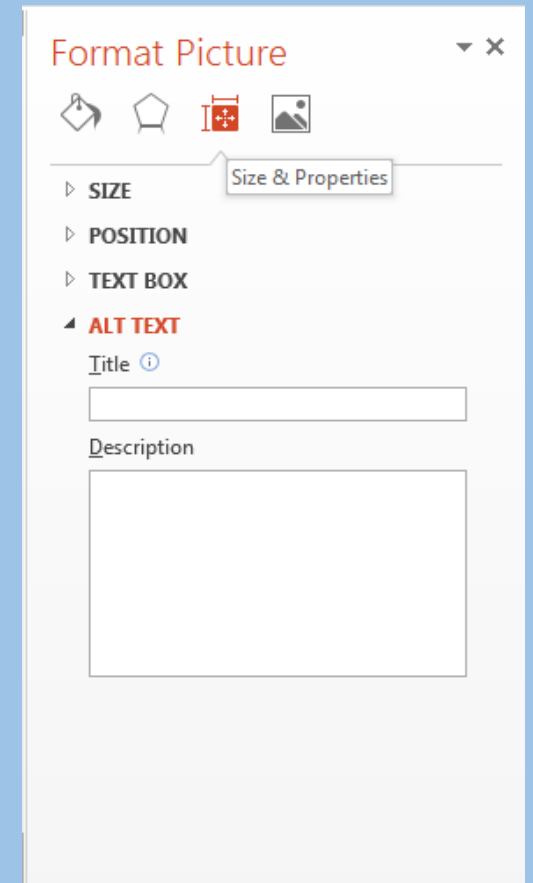 Format Picture
Size & Properties
SIZE
POSITION
TEXT BOX
ALT TEXT
Title
Description